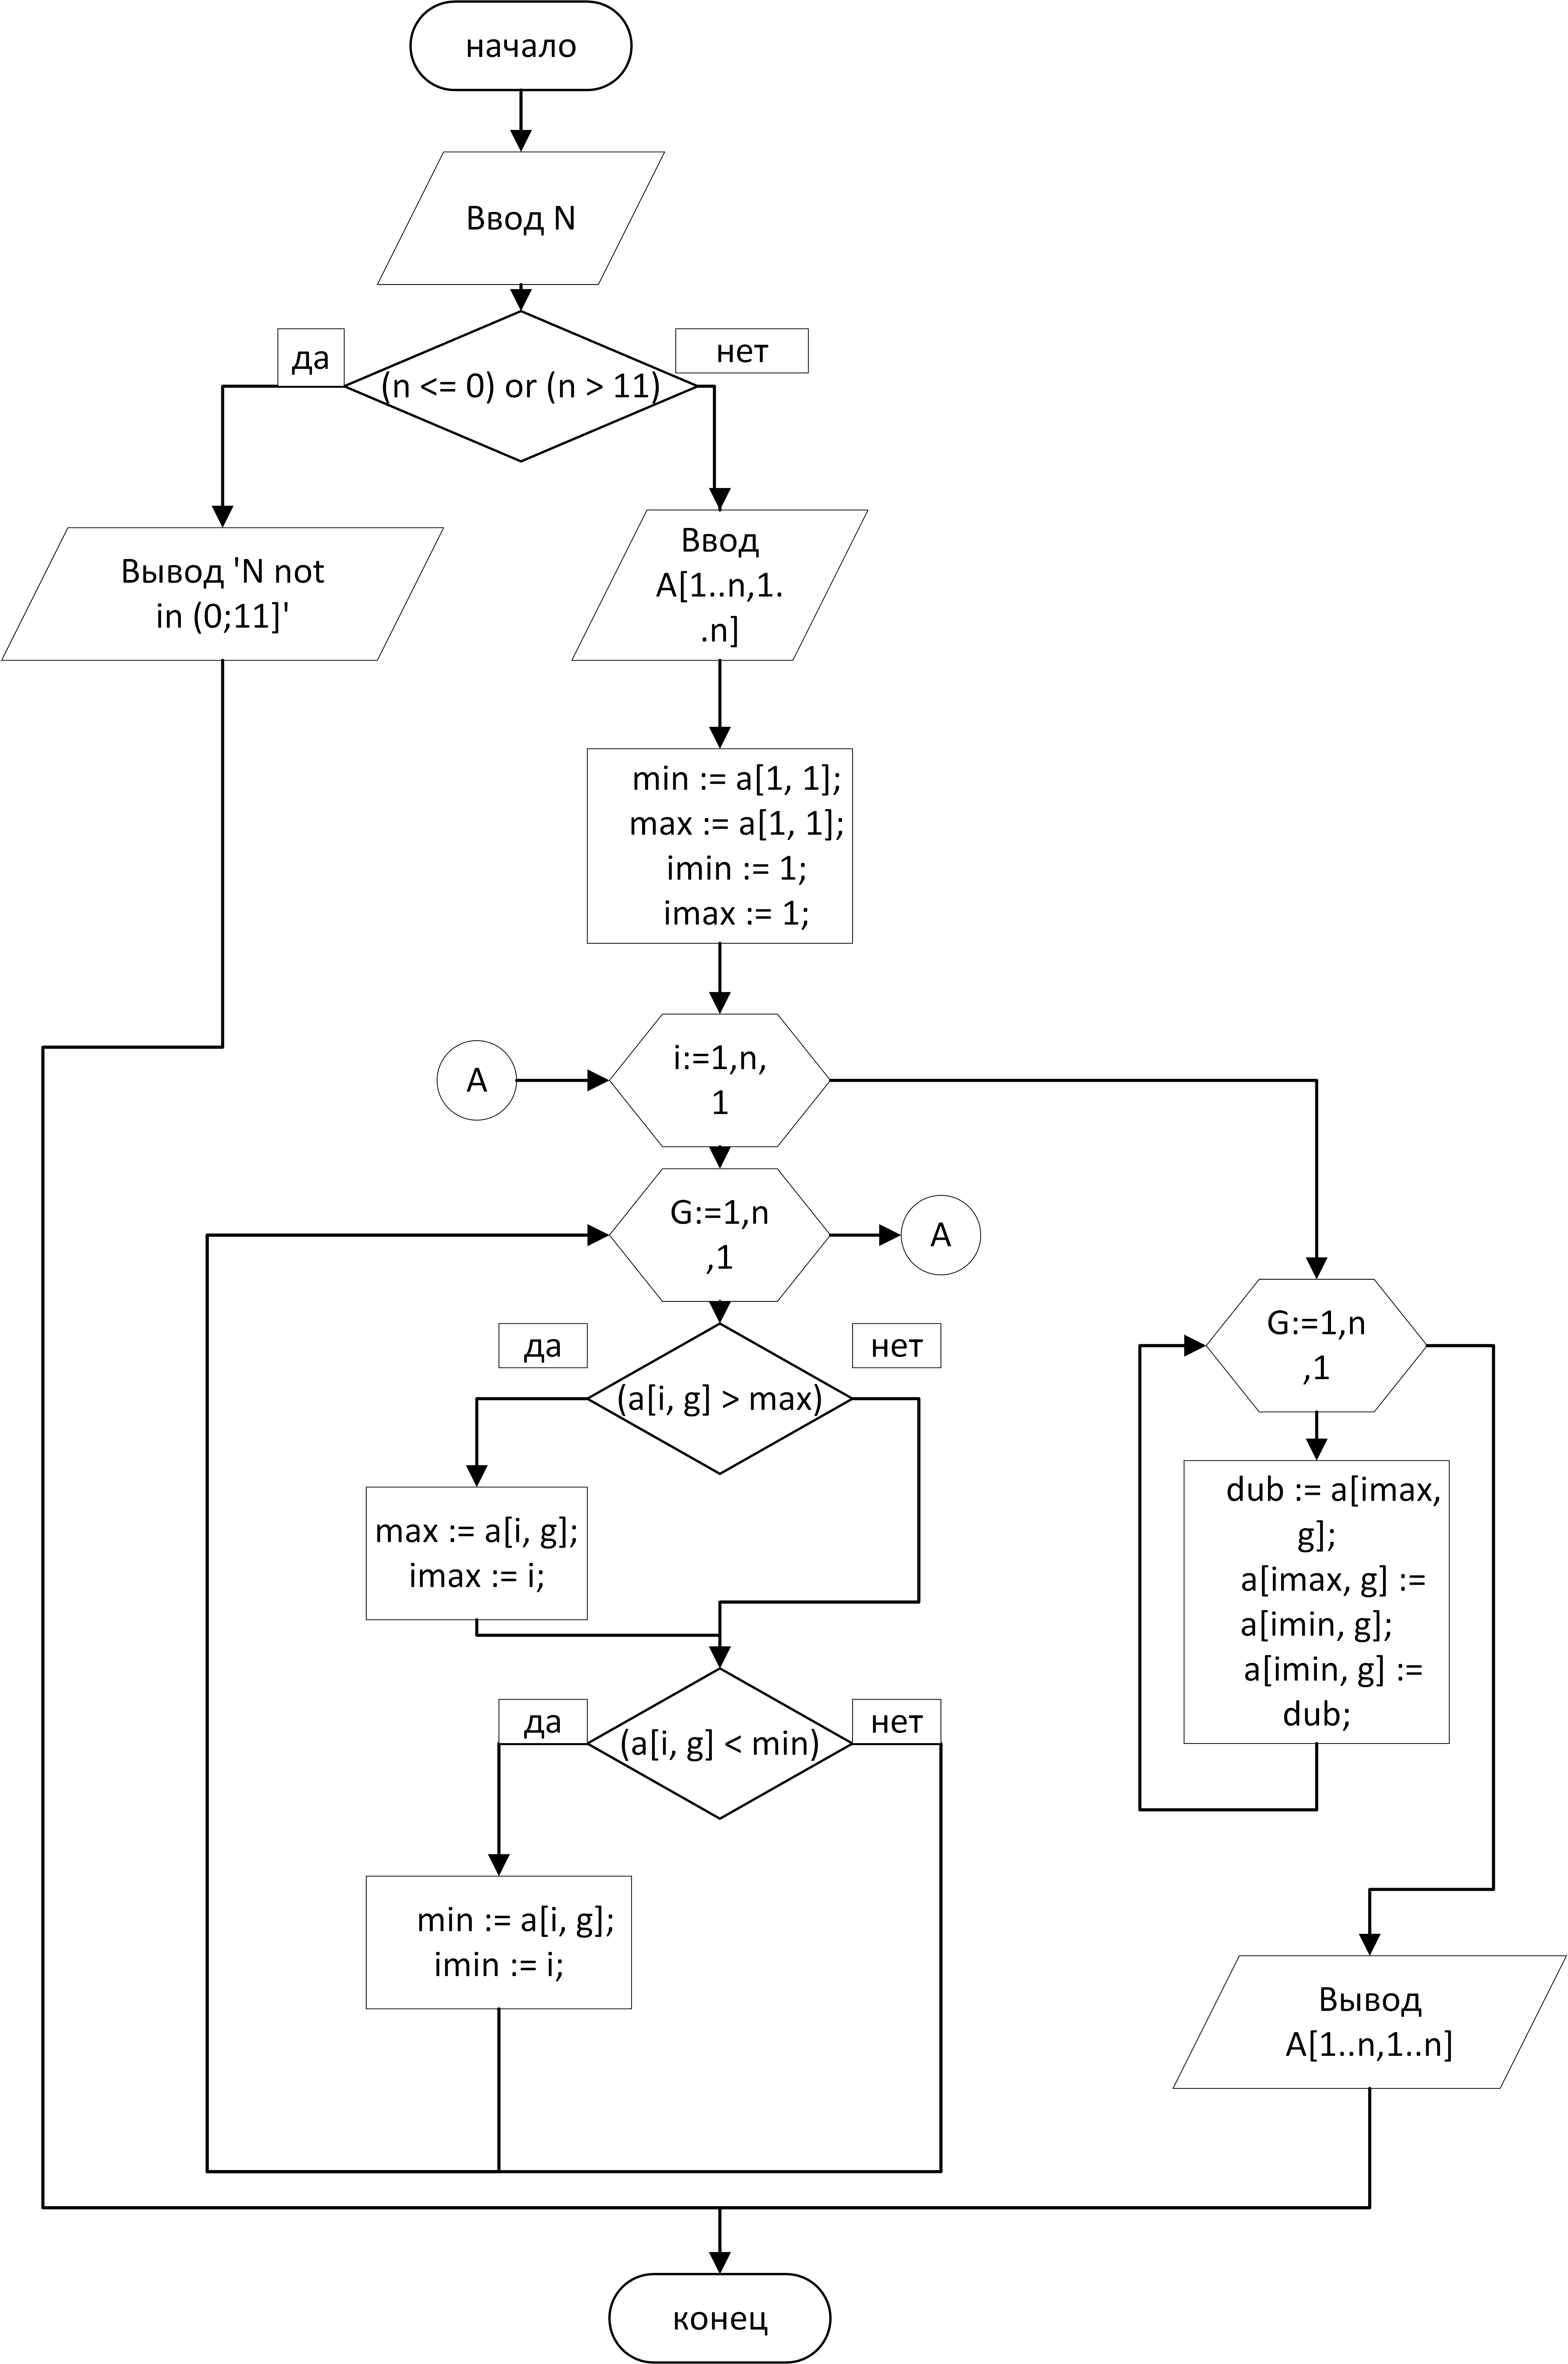 начало
Ввод N
да
нет
(n <= 0) or (n > 11)
Вывод 'N not
in (0;11]'
Ввод
A[1..n,1.
.n]
min := a[1, 1];
max := a[1, 1];
imin := 1;
imax := 1;
A
i:=1,n,
1
G:=1,n
,1
A
да
нет
(a[i, g] > max)
max := a[i, g];
imax := i;
да
нет
(a[i, g] < min)
min := a[i, g];
imin := i;
G:=1,n
,1
dub := a[imax,
g];
a[imax, g] :=
a[imin, g];
a[imin, g] :=
dub;
Вывод
A[1..n,1..n]
конец